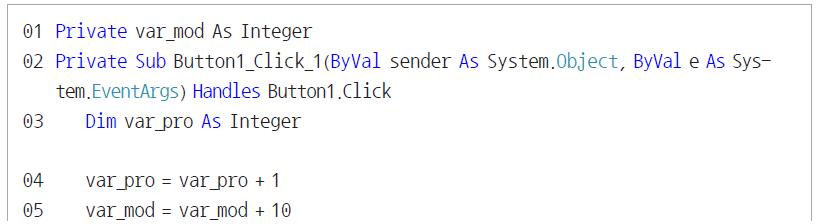 01 Private var_mod As Integer
02 Private Sub Button1_Click_1(ByVal sender As System.Object, ByVal e As Sys-
tem.EventArgs) Handles Button1.Click
03 Dim var_pro As Integer
04 var_pro = var_pro + 1
05 var_mod = var_mod + 10